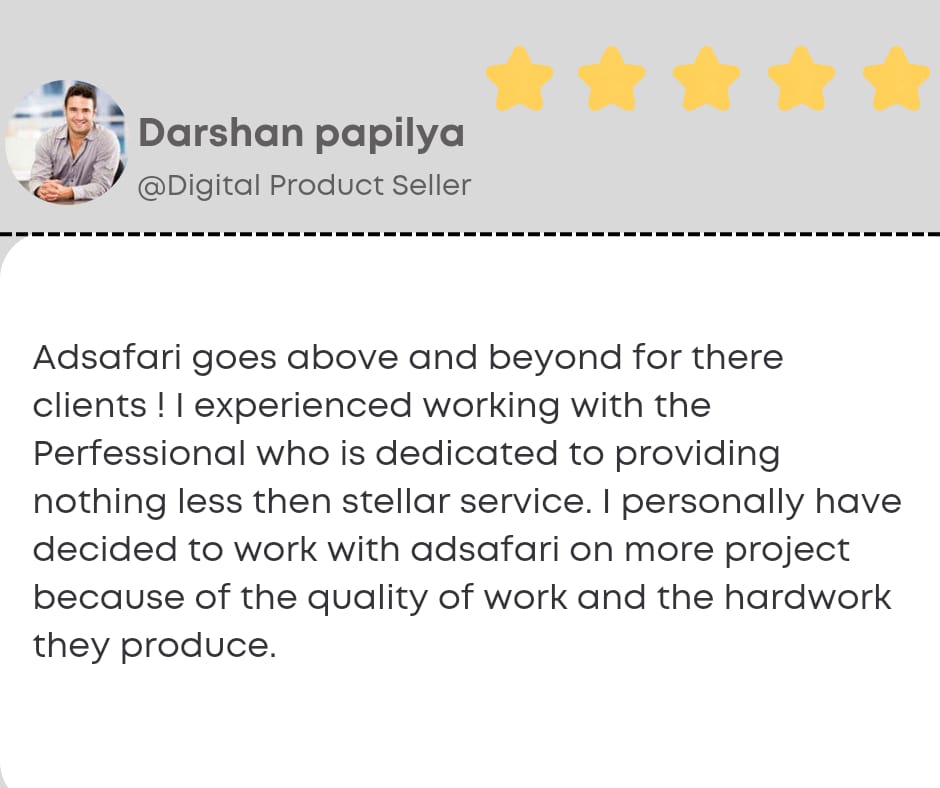 Darshan papilya
@Digital Product Seller
Adsafari goes above and beyond for there
clients ! I experienced working with the
Perfessional who is dedicated to providing
nothing less then stellar service. I personally have
decided to work with adsafari on more project
because of the quality of work and the hardwork
they produce.